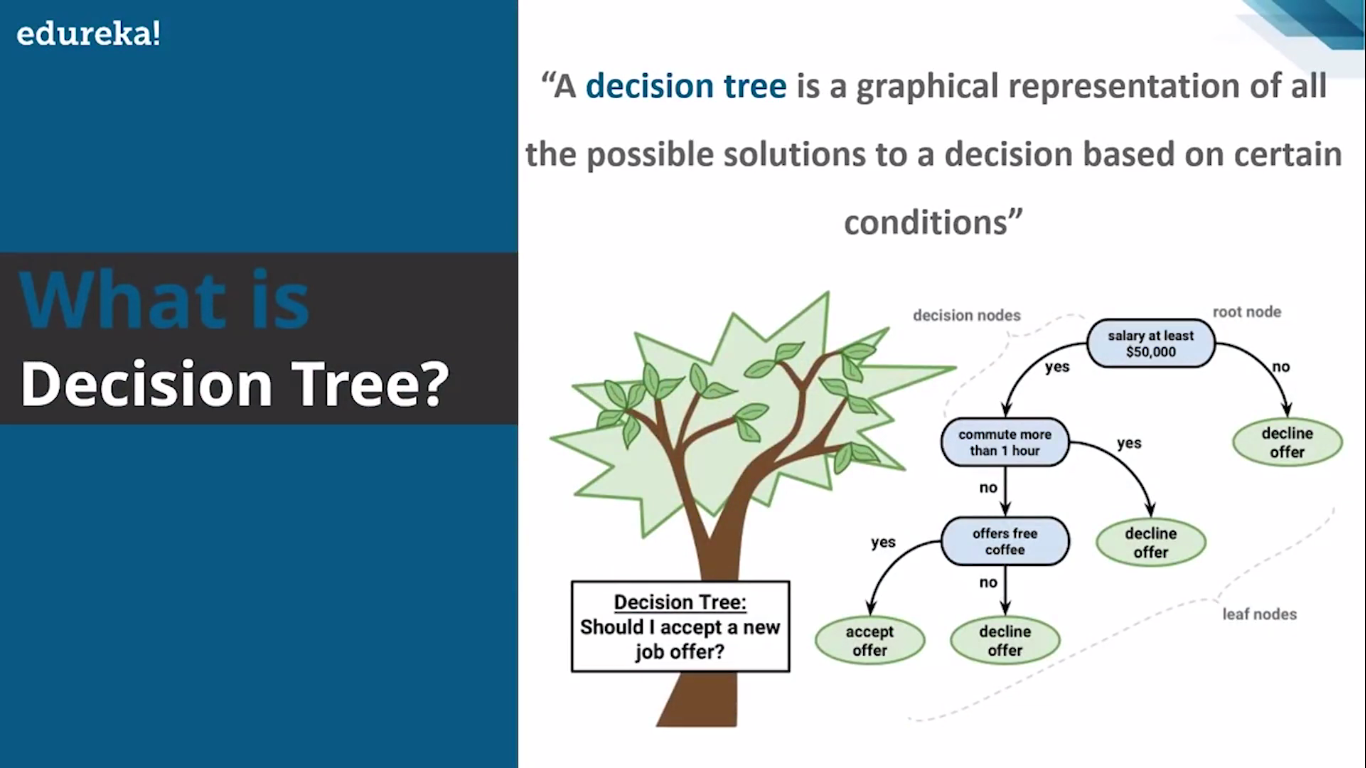 edureka!
What is
Decision Tree?
“A decision tree is a graphical representation of all
the possible solutions to a decision based on certain
conditions”
decision nodes
root node
salary at least
$50,000
yes
no
commute more
than 1 hour
yes
decline
offer
no
offers free
coffee
decline
offer
yes
no
accept
offer
decline
offer
leaf nodes
Decision Tree:
Should I accept a new
job offer?